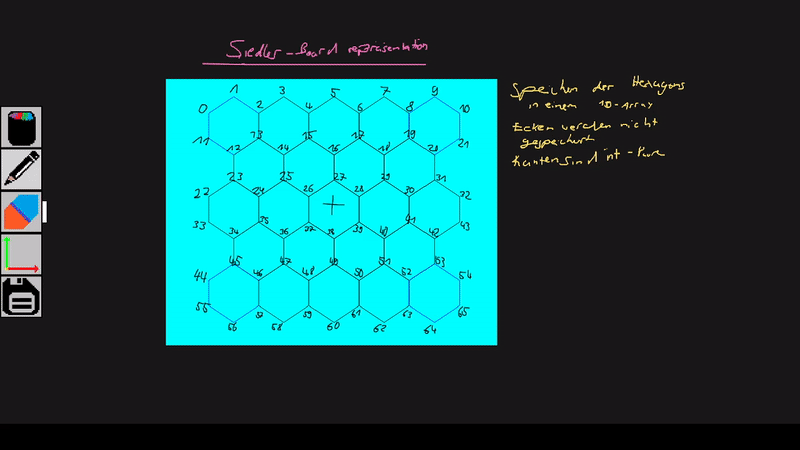 Siedler-Board repräsentation
1 3 5 7 9
0 2 4 6 8 10
11 13 15 17 19 21
12 14 16 18 20
23 25 27 29 31
22 24 26 28 30 32
33 35 37 39 41 43
34 36 38 40 42
45 47 49 51 53
44 46 48 50 52 54
55 57 59 61 63 65
56 58 60 62 64
Speichern der Hexagons
in einem 1D-Array
Ecken werden nicht
gespeichert
Kanten sind int-Paare